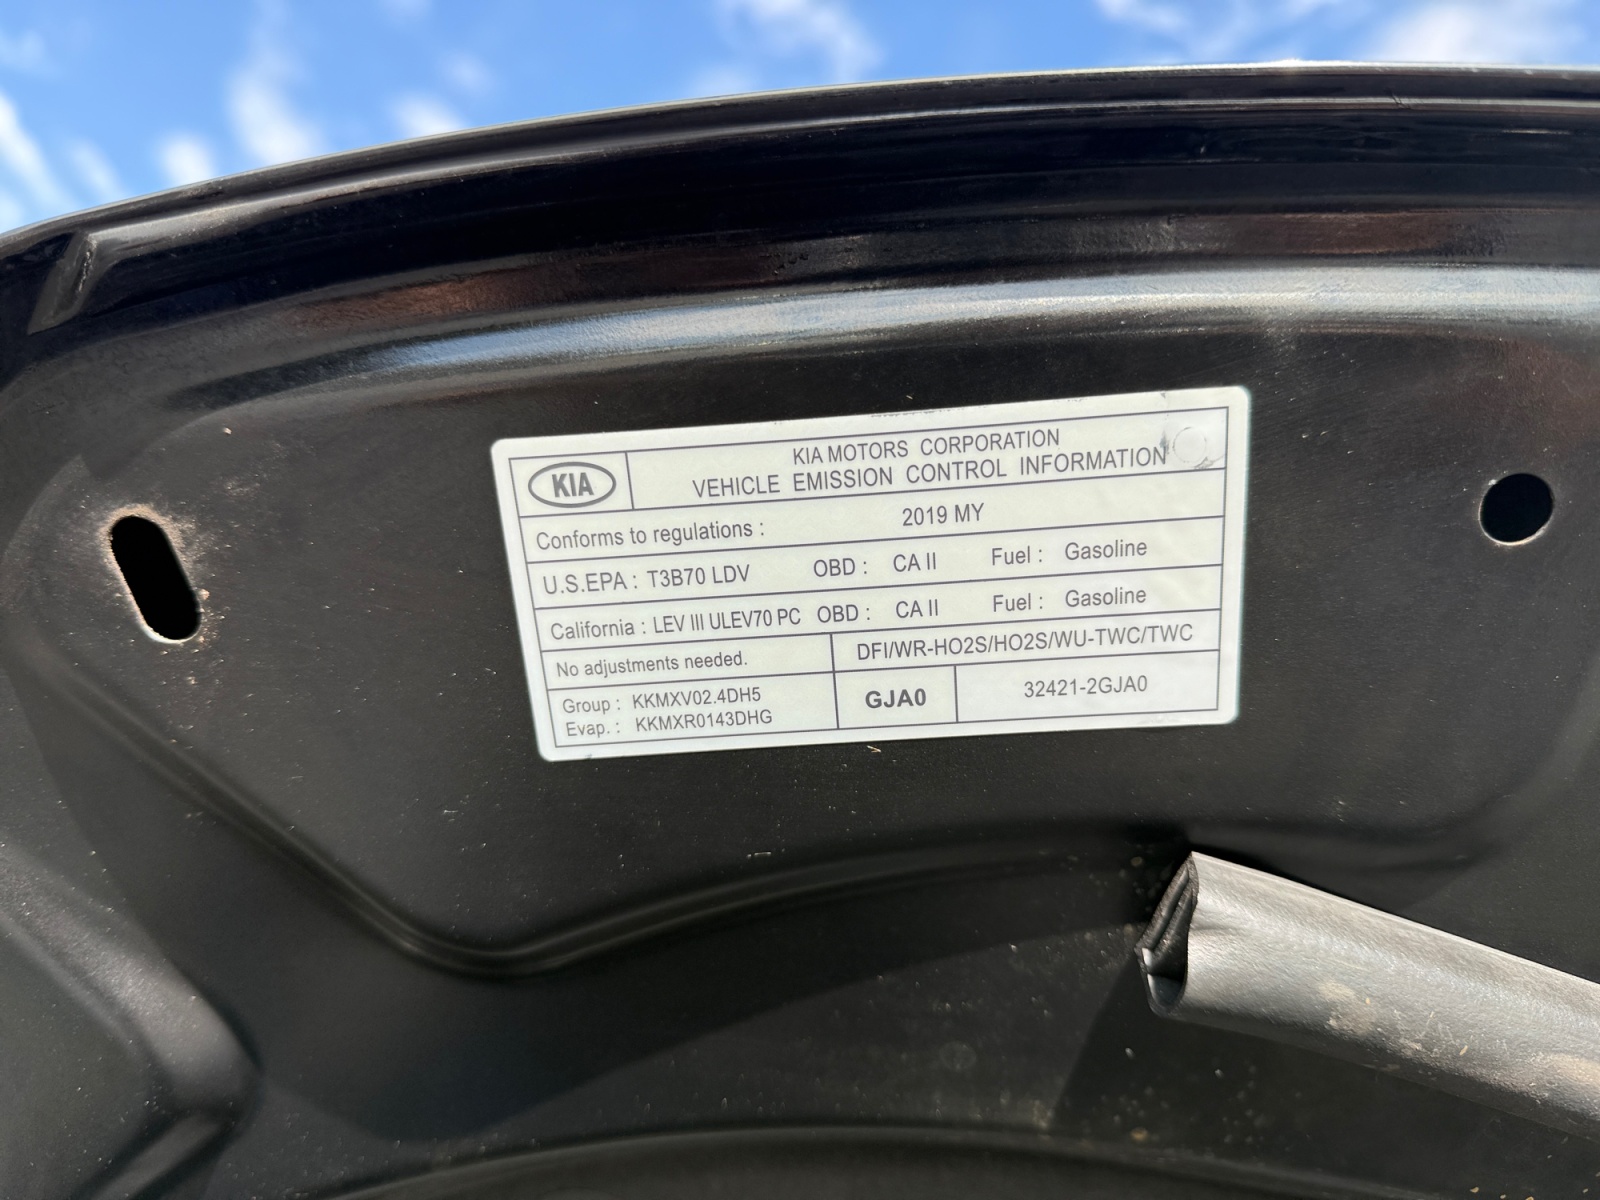 KIA
KIA MOTORS CORPORATION
VEHICLE EMISSION CONTROL INFORMATION
Conforms to regulations : 2019 MY
U.S.EPA : T3B70 LDV OBD : CA II Fuel : Gasoline
California : LEV III ULEV70 PC OBD : CA II Fuel : Gasoline
No adjustments needed. DFI/WR-HO2S/HO2S/WU-TWC/TWC
Group : KKMXV02.4DH5
Evap. : KKMXR0143DHG
GJA0
32421-2GJA0